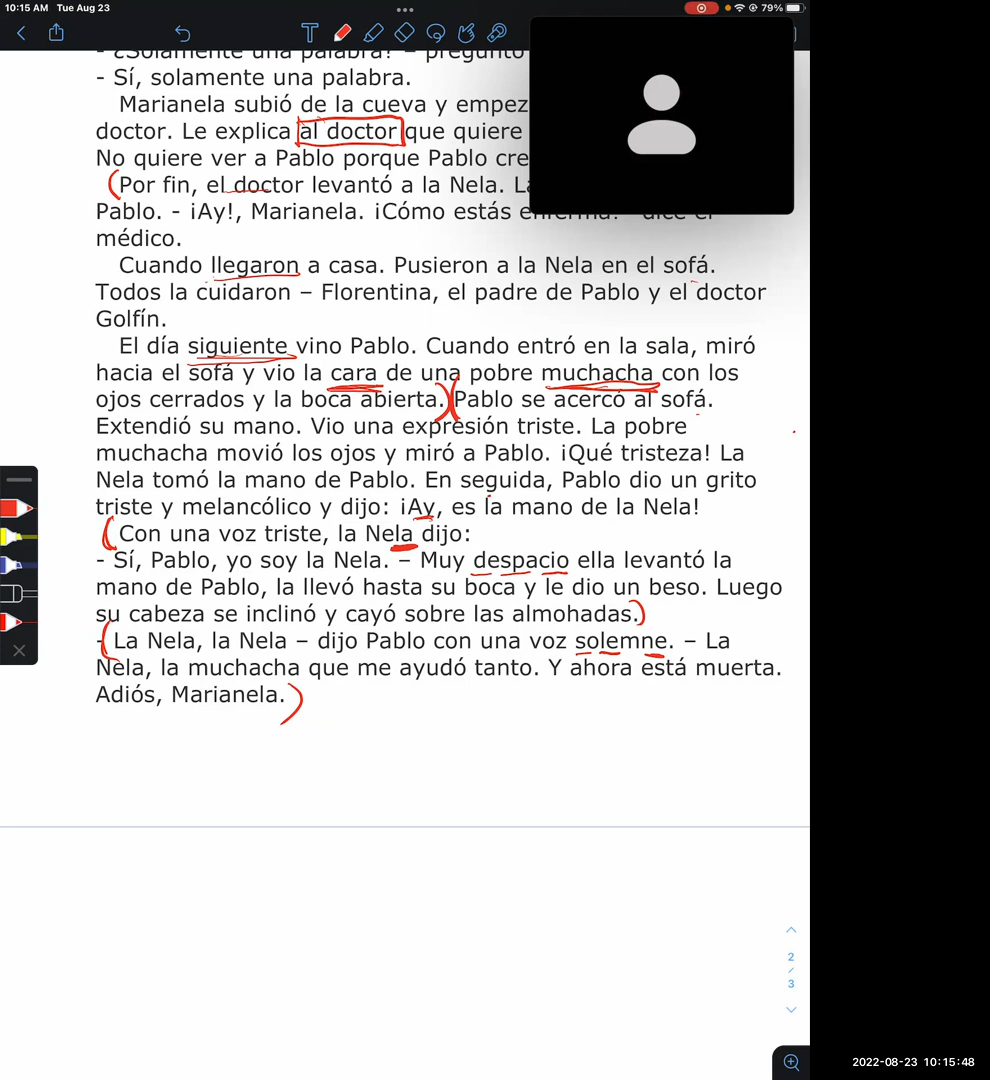 10:15 AM Tue Aug 23
79%
- ¿Solamente una palabra? – preguntó
- Sí, solamente una palabra.
Marianela subió de la cueva y empez
doctor. Le explica al doctor que quiere
No quiere ver a Pablo porque Pablo cre
Por fin, el doctor levantó a la Nela. La
Pablo. - ¡Ay!, Marianela. ¡Cómo estás enferma! - dice el
médico.
Cuando llegaron a casa. Pusieron a la Nela en el sofá.
Todos la cuidaron – Florentina, el padre de Pablo y el doctor
Golfín.
El día siguiente vino Pablo. Cuando entró en la sala, miró
hacia el sofá y vio la cara de una pobre muchacha con los
ojos cerrados y la boca abierta. Pablo se acercó al sofá.
Extendió su mano. Vio una expresión triste. La pobre
muchacha movió los ojos y miró a Pablo. ¡Qué tristeza! La
Nela tomó la mano de Pablo. En seguida, Pablo dio un grito
triste y melancólico y dijo: ¡Ay, es la mano de la Nela!
Con una voz triste, la Nela dijo:
- Sí, Pablo, yo soy la Nela. – Muy despacio ella levantó la
mano de Pablo, la llevó hasta su boca y le dio un beso. Luego
su cabeza se inclinó y cayó sobre las almohadas.
- La Nela, la Nela – dijo Pablo con una voz solemne. – La
Nela, la muchacha que me ayudó tanto. Y ahora está muerta.
Adiós, Marianela.
2
/
3
2022-08-23 10:15:48